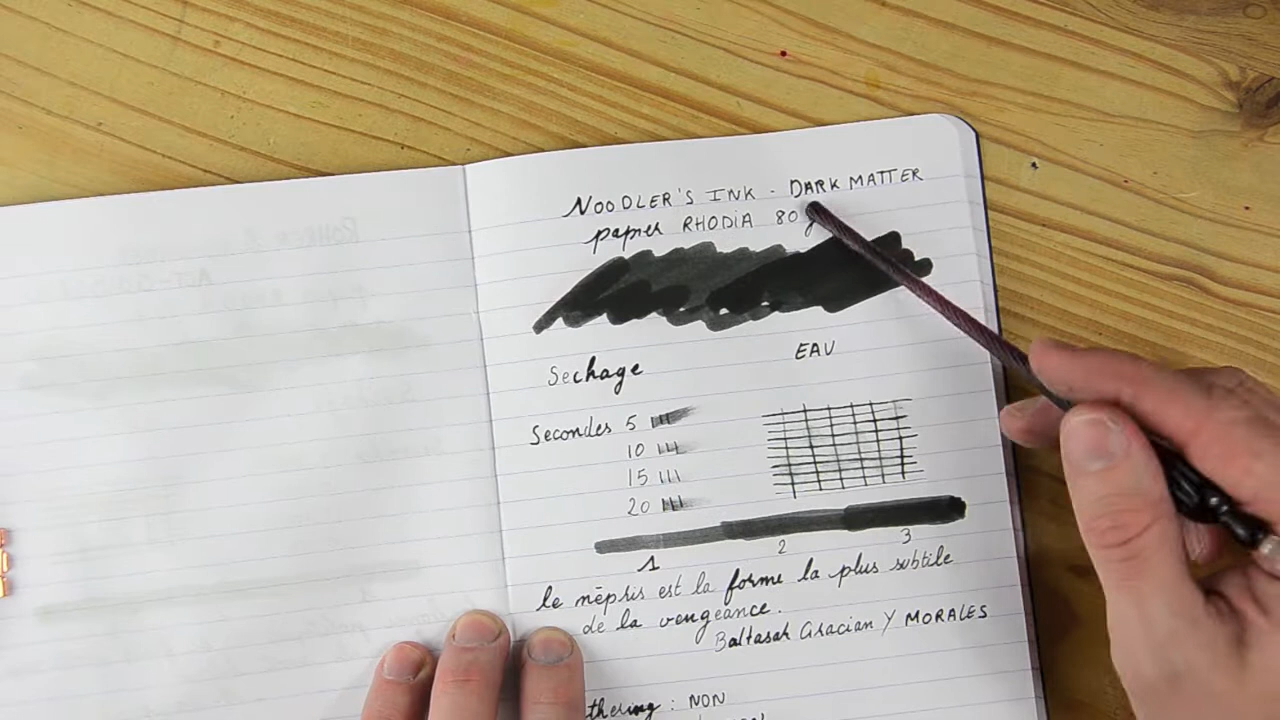 NOODLER'S INK - DARK MATTER
papier RHODIA 80
EAU
Sechage
Secondes 5
10
15
20
1 2 3
le mépris est la forme la plus subtile
de la vengeance.
Baltasar Gracian Y MORALES
: NON